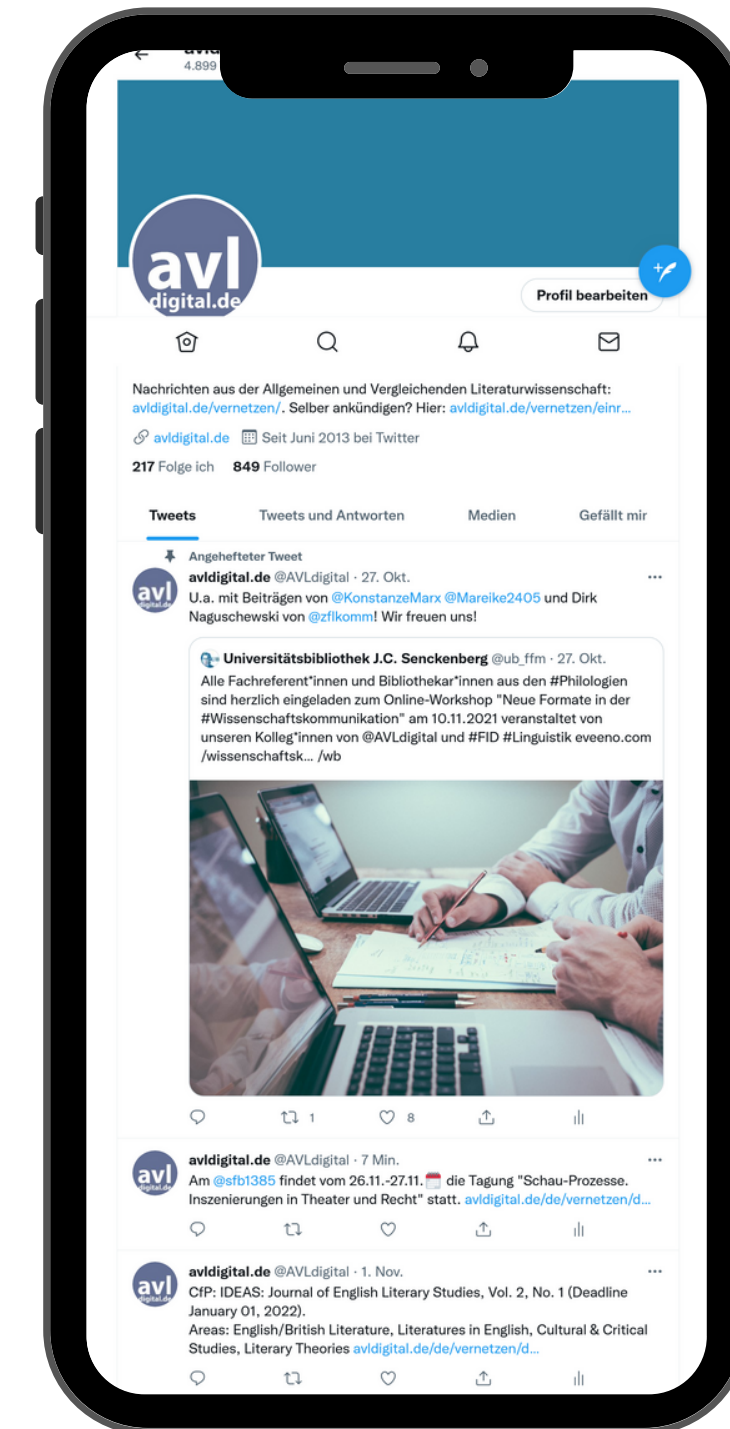 4.899
avl
digital.de
Profil bearbeiten
Nachrichten aus der Allgemeinen und Vergleichenden Literaturwissenschaft:
avldigital.de/vernetzen/. Selber ankündigen? Hier: avldigital.de/vernetzen/einr...
avldigital.de Seit Juni 2013 bei Twitter
217 Folge ich 849 Follower
Tweets Tweets und Antworten Medien Gefällt mir
Angehefteter Tweet
avldigital.de @AVLdigital · 27. Okt.
avl
digital.de
U.a. mit Beiträgen von @KonstanzeMarx @Mareike2405 und Dirk
Naguschewski von @zflkomm! Wir freuen uns!
Universitätsbibliothek J.C. Senckenberg @ub_ffm · 27. Okt.
Alle Fachreferent*innen und Bibliothekar*innen aus den #Philologien
sind herzlich eingeladen zum Online-Workshop "Neue Formate in der
#Wissenschaftskommunikation" am 10.11.2021 veranstaltet von
unseren Kolleg*innen von @AVLdigital und #FID #Linguistik eveeno.com
/wissenschaftsk... /wb
1 8
avldigital.de @AVLdigital · 7 Min.
avl
digital.de
Am @sfb1385 findet vom 26.11.-27.11. die Tagung "Schau-Prozesse.
Inszenierungen in Theater und Recht" statt. avldigital.de/de/vernetzen/d...
avldigital.de @AVLdigital · 1. Nov.
avl
digital.de
CfP: IDEAS: Journal of English Literary Studies, Vol. 2, No. 1 (Deadline
January 01, 2022).
Areas: English/British Literature, Literatures in English, Cultural & Critical
Studies, Literary Theories avldigital.de/de/vernetzen/d...